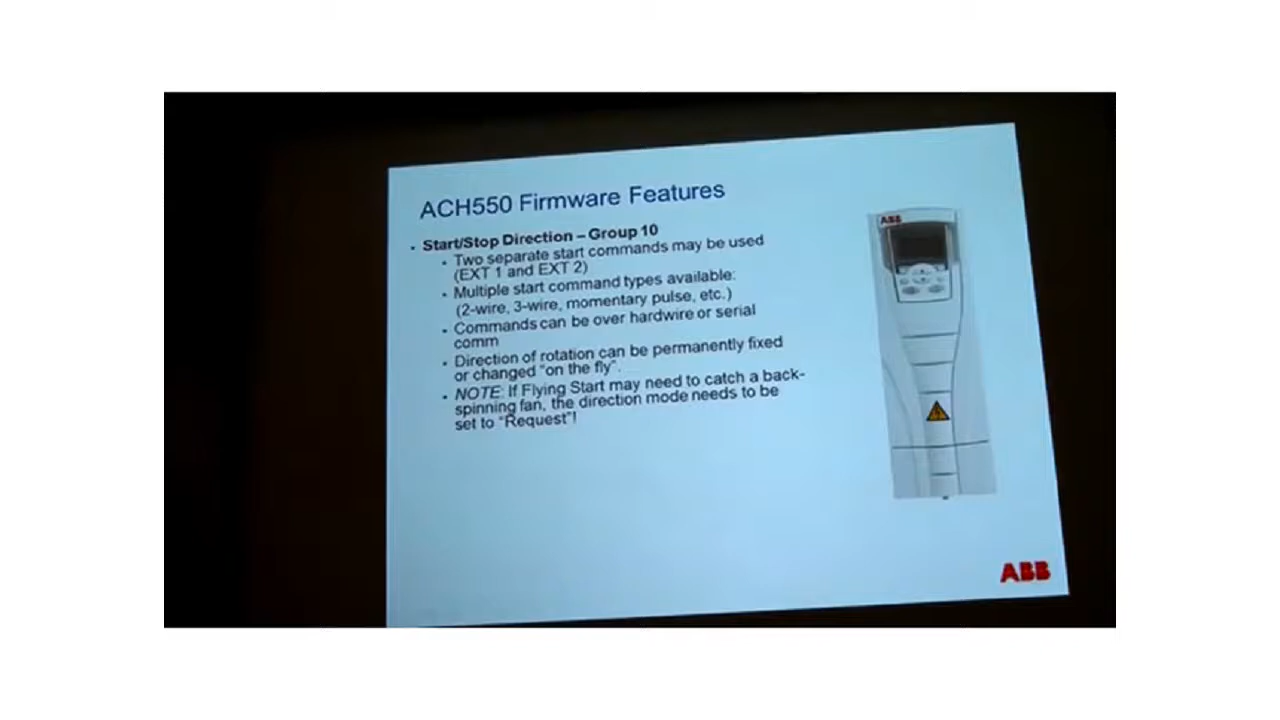 ACH550 Firmware Features
• Start/Stop Direction – Group 10
• Two separate start commands may be used
(EXT 1 and EXT 2)
• Multiple start command types available:
(2-wire, 3-wire, momentary pulse, etc.)
• Commands can be over hardwire or serial
comm
• Direction of rotation can be permanently fixed
or changed “on the fly”.
• NOTE: If Flying Start may need to catch a back-
spinning fan, the direction mode needs to be
set to “Request”!
ABB
ABB